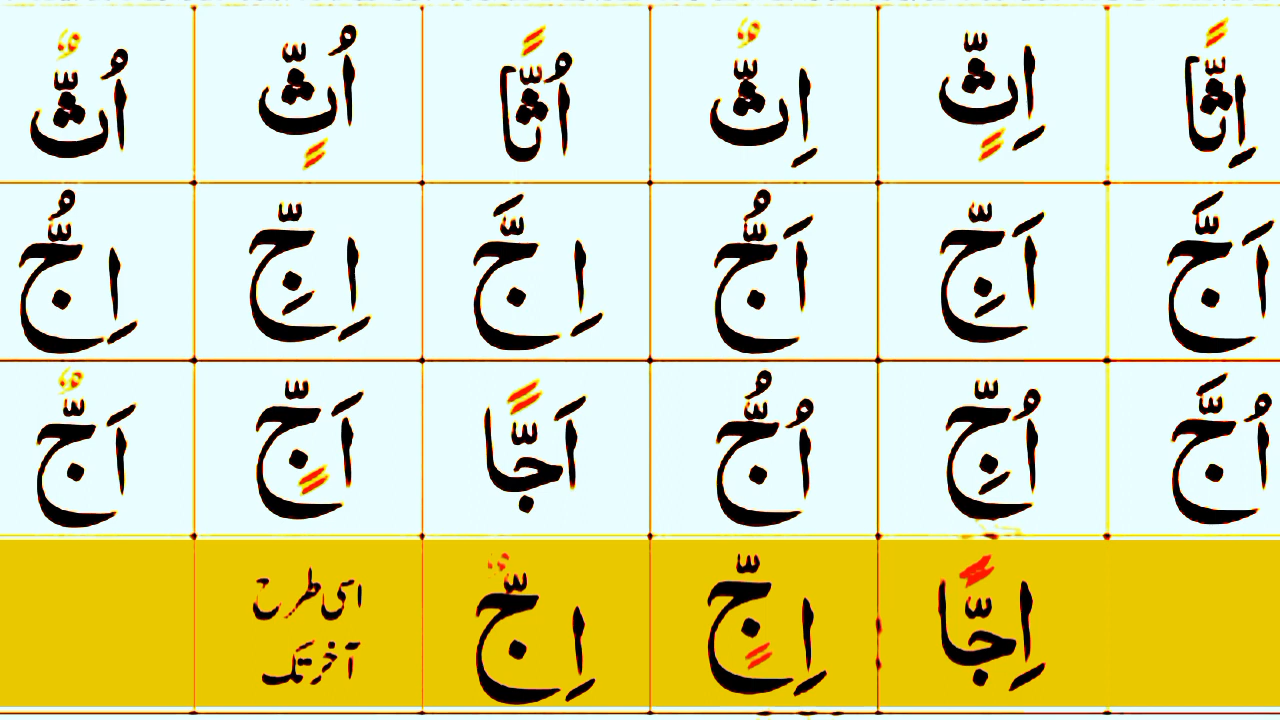 اِثًّا اِثٍّ اِثٌّ اُثًّا اُثٍّ اُثٌّ
اَجَّ اَجِّ اَجُّ اِجَّ اِجِّ اِجُّ
اُجَّ اُجِّ اُجُّ اَجًّا اَجٍّ اَجٌّ
اِجًّا اِجٍّ اِجٌّ اسی طرح
آخر تک